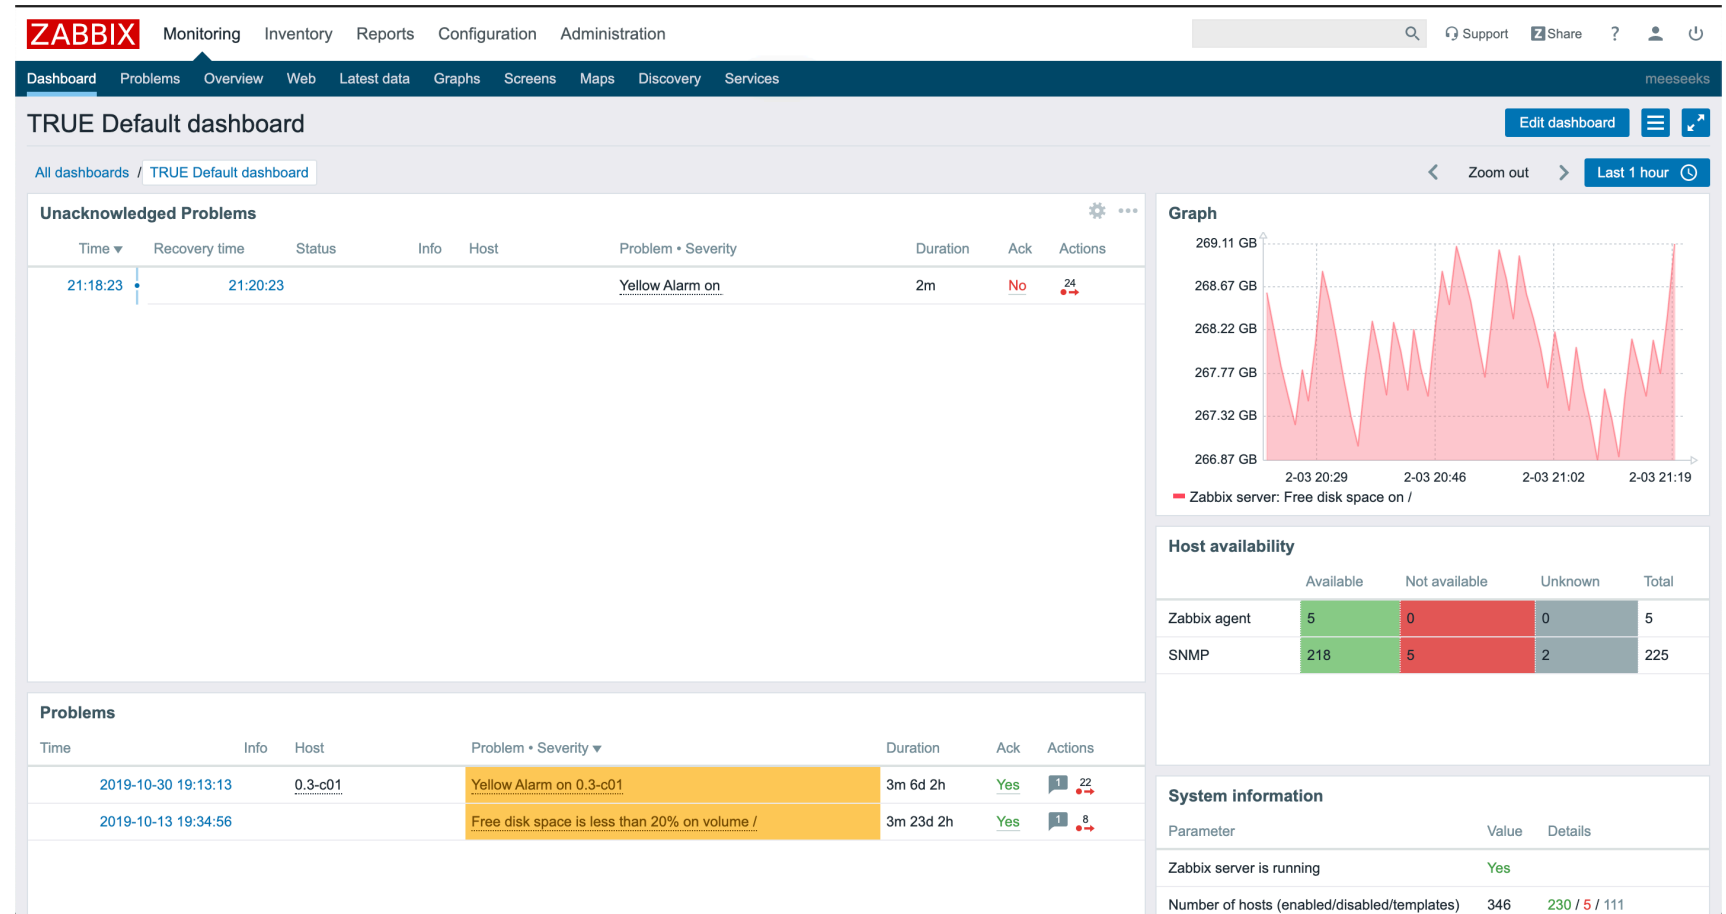 ZABBIX Monitoring Inventory Reports Configuration Administration Support Z Share ?
Dashboard Problems Overview Web Latest data Graphs Screens Maps Discovery Services meeseeks
TRUE Default dashboard Edit dashboard
All dashboards / TRUE Default dashboard Zoom out Last 1 hour
Unacknowledged Problems
Time ▼ Recovery time Status Info Host Problem • Severity Duration Ack Actions
21:18:23 21:20:23 Yellow Alarm on 2m No 24
Graph
269.11 GB
268.67 GB
268.22 GB
267.77 GB
267.32 GB
266.87 GB
2-03 20:29 2-03 20:46 2-03 21:02 2-03 21:19
Zabbix server: Free disk space on /
Host availability
Available Not available Unknown Total
Zabbix agent 5 0 0 5
SNMP 218 5 2 225
Problems
Time Info Host Problem • Severity ▼ Duration Ack Actions
2019-10-30 19:13:13 0.3-c01 Yellow Alarm on 0.3-c01 3m 6d 2h Yes 1 22
2019-10-13 19:34:56 Free disk space is less than 20% on volume / 3m 23d 2h Yes 1 8
System information
Parameter Value Details
Zabbix server is running Yes
Number of hosts (enabled/disabled/templates) 346 230 / 5 / 111